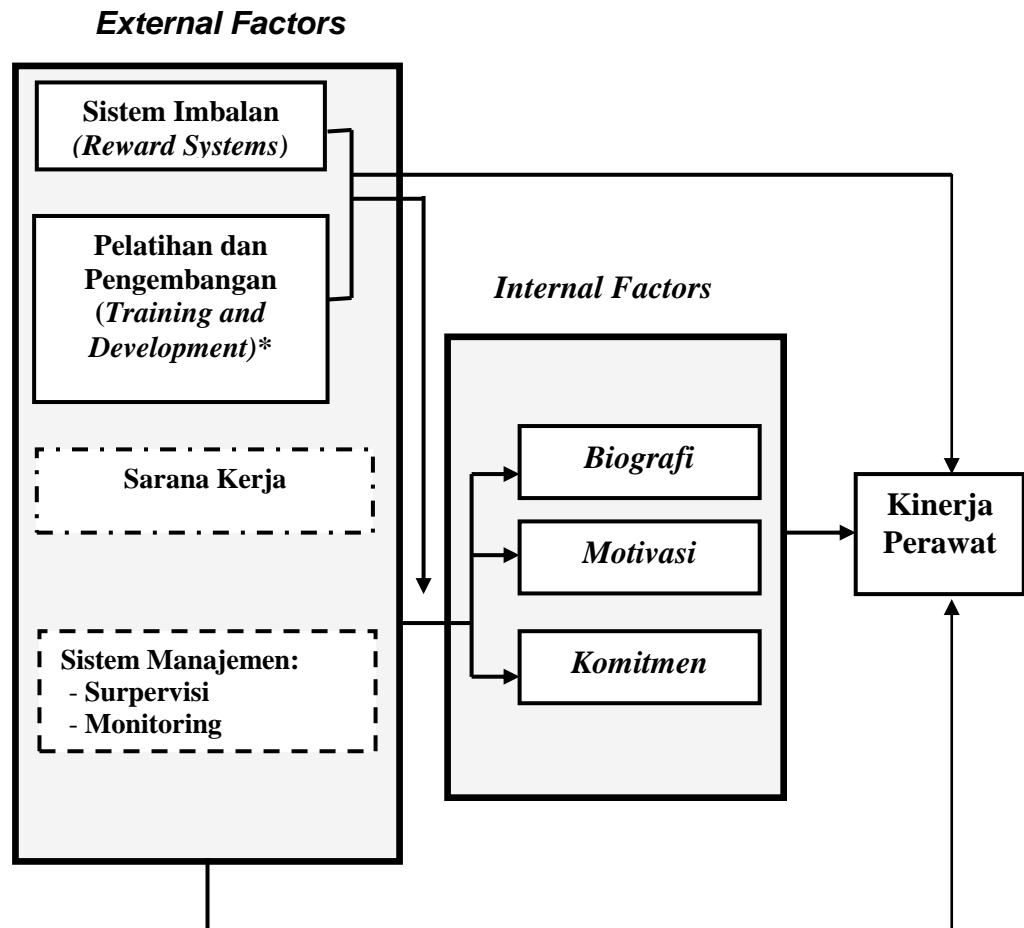 External Factors
Sistem Imbalan
(Reward Systems)
Pelatihan dan
Pengembangan
(Training and
Development)*
Sarana Kerja
Sistem Manajemen:
- Surpervisi
- Monitoring
Internal Factors
Biografi
Motivasi
Komitmen
Kinerja
Perawat